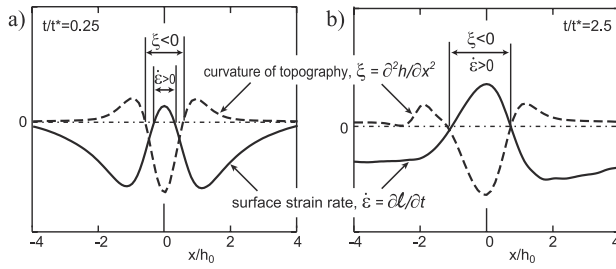 a)
t/t*=0.25
ξ<0
ε̇>0
0
-4
-2
0
2
4
x/h₀
curvature of topography, ξ = ∂²h/∂x²
surface strain rate, ε̇ = ∂ℓ/∂t
b)
t/t*=2.5
ξ<0
ε̇>0
0
-4
-2
0
2
4
x/h₀